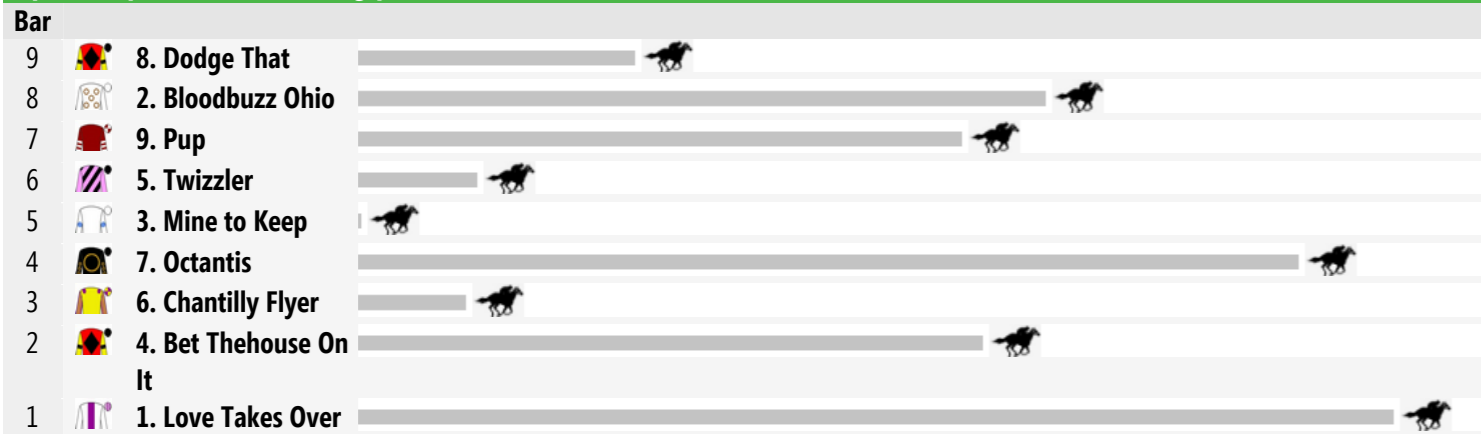 Bar
9 8. Dodge That
8 2. Bloodbuzz Ohio
7 9. Pup
6 5. Twizzler
5 3. Mine to Keep
4 7. Octantis
3 6. Chantilly Flyer
2 4. Bet Thehouse On
It
1 1. Love Takes Over